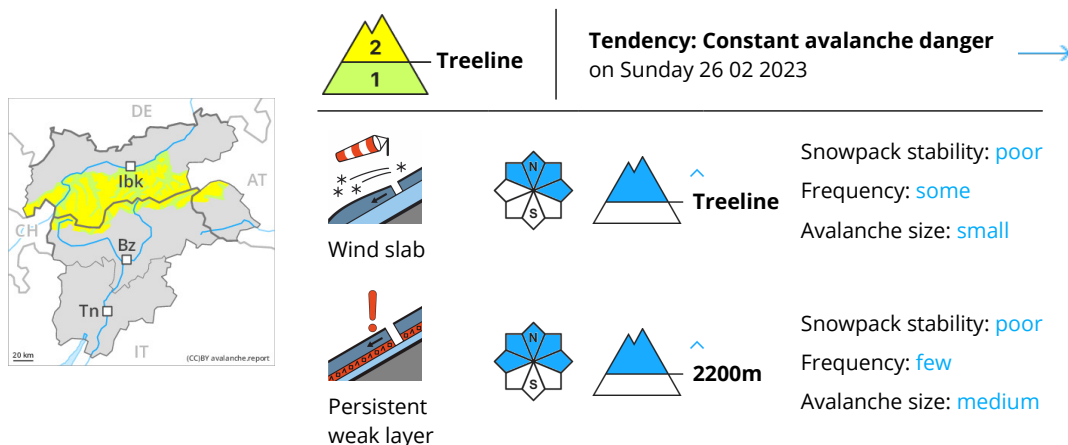 2
1
Treeline
Tendency: Constant avalanche danger
on Sunday 26 02 2023
DE
Ibk
AT
CH
Bz
Tn
IT
20 km
(CC)BY avalanche.report
Wind slab
N
S
Treeline
Snowpack stability: poor
Frequency: some
Avalanche size: small
Persistent
weak layer
N
S
2200m
Snowpack stability: poor
Frequency: few
Avalanche size: medium